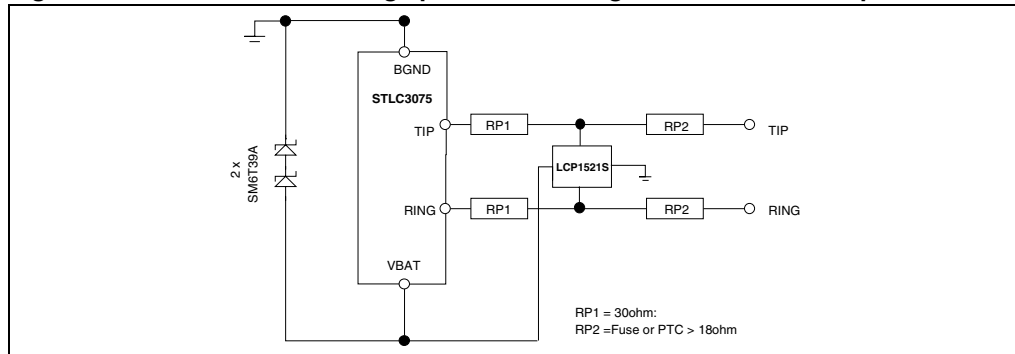 BGND
STLC3075
TIP
RP1
RP2
TIP
2 x
SM6T39A
LCP1521S
RING
RP1
RP2
RING
VBAT
RP1 = 30ohm:
RP2 =Fuse or PTC > 18ohm